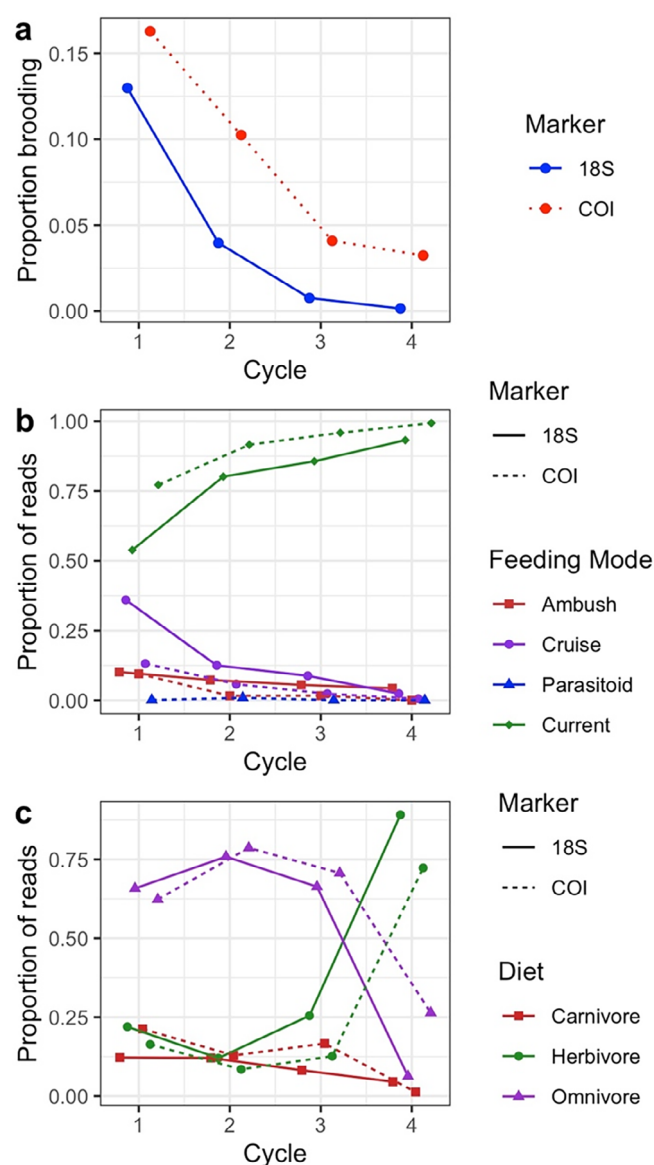 a
Proportion brooding
0.15
0.10
0.05
0.00
1 2 3 4
Cycle
Marker
18S
COI
b
Proportion of reads
1.00
0.75
0.50
0.25
0.00
1 2 3 4
Cycle
Marker
18S
COI
Feeding Mode
Ambush
Cruise
Parasitoid
Current
c
Proportion of reads
0.75
0.50
0.25
0.00
1 2 3 4
Cycle
Marker
18S
COI
Diet
Carnivore
Herbivore
Omnivore